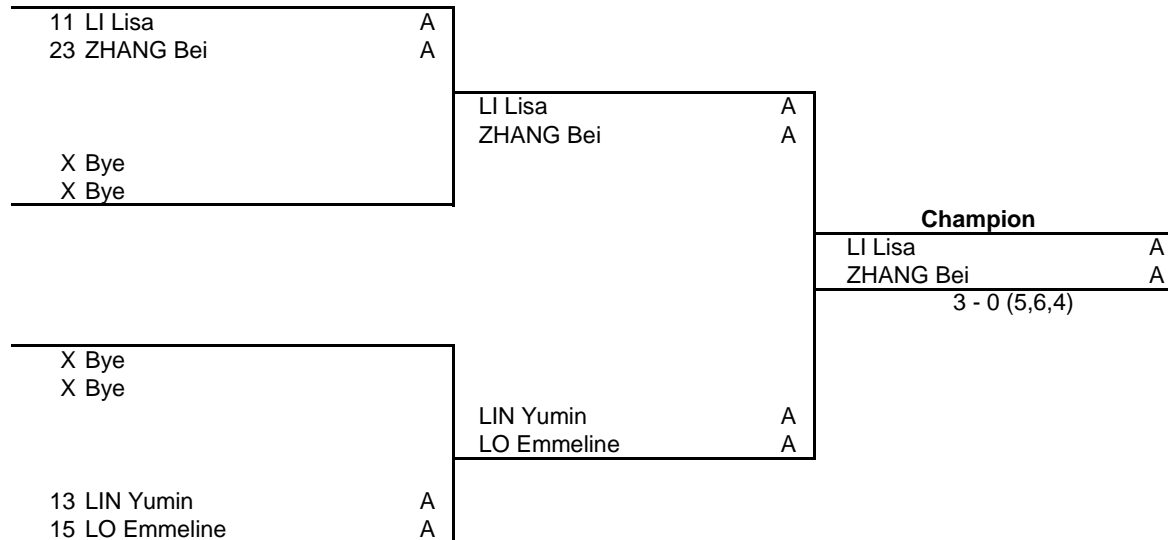 11 LI Lisa A
23 ZHANG Bei A
LI Lisa A
ZHANG Bei A
X Bye
X Bye
Champion
LI Lisa A
ZHANG Bei A
3 - 0 (5,6,4)
X Bye
X Bye
LIN Yumin A
LO Emmeline A
13 LIN Yumin A
15 LO Emmeline A